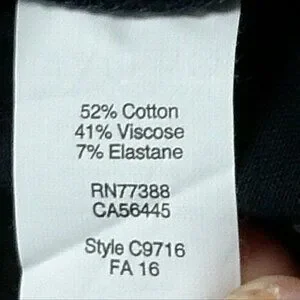 52% Cotton
41% Viscose
7% Elastane
RN77388
CA56445
Style C9716
FA 16